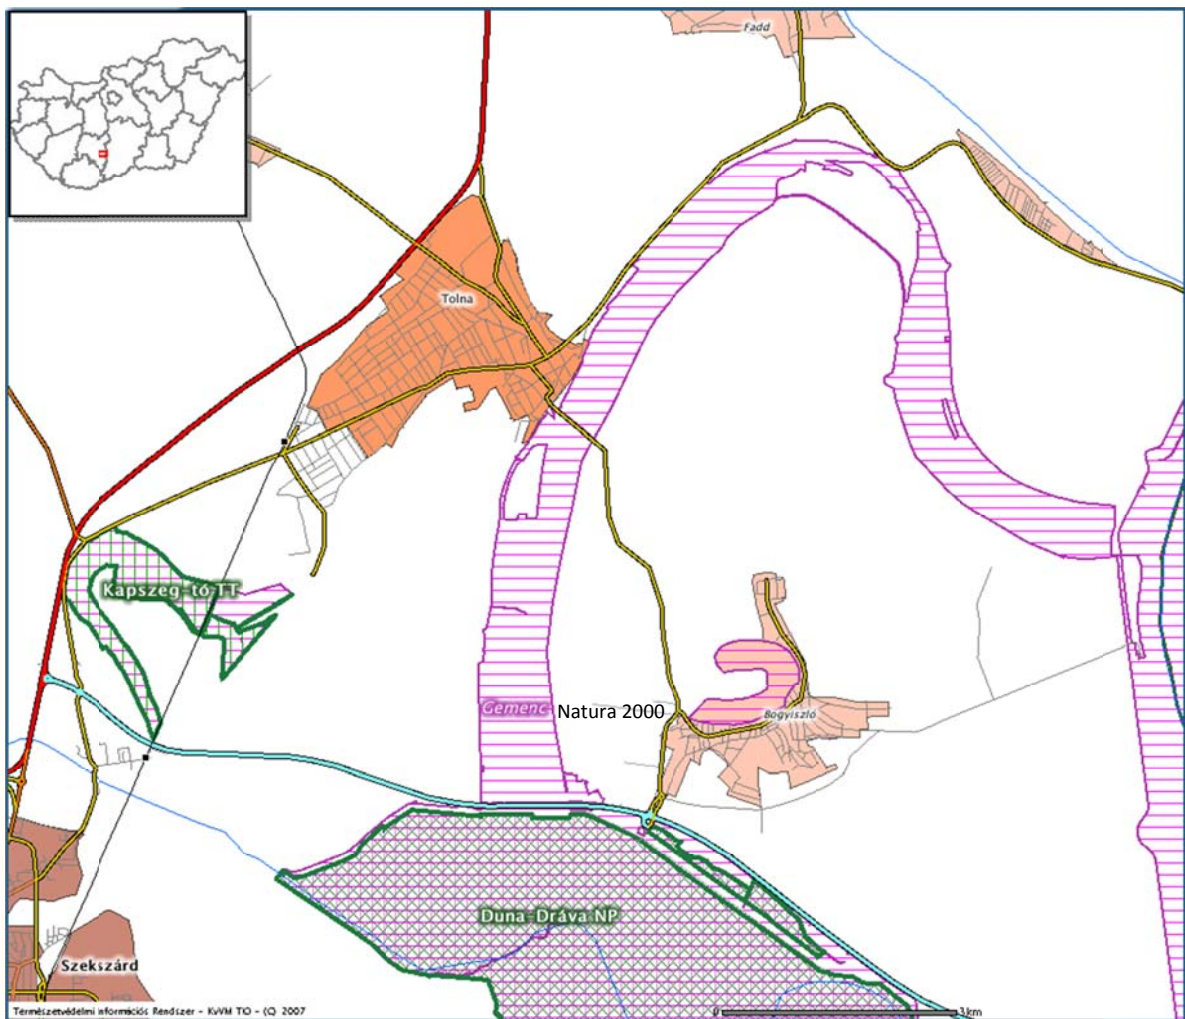 Fadd
Tolna
Kapszeg-tó TT
Gemenc Natura 2000
Bogyiszló
Duna-Dráva NP
Szekszárd
Természetvédelmi Információs Rendszer - KvVM TIO - (C) 2007
0 3km